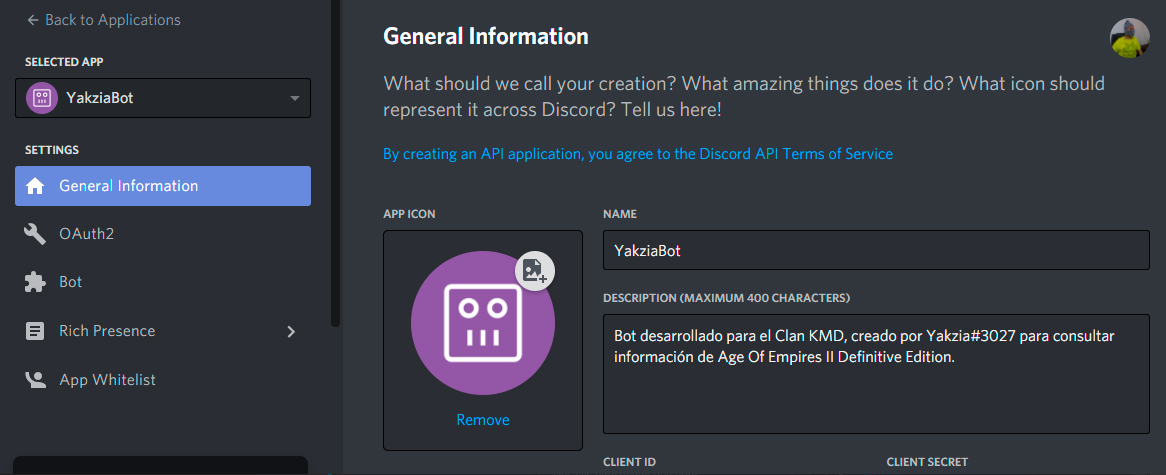 Back to Applications
SELECTED APP
YakziaBot
SETTINGS
General Information
OAuth2
Bot
Rich Presence
App Whitelist
General Information
What should we call your creation? What amazing things does it do? What icon should
represent it across Discord? Tell us here!
By creating an API application, you agree to the Discord API Terms of Service
APP ICON
Remove
NAME
YakziaBot
DESCRIPTION (MAXIMUM 400 CHARACTERS)
Bot desarrollado para el Clan KMD, creado por Yakzia#3027 para consultar
información de Age Of Empires II Definitive Edition.
CLIENT ID
CLIENT SECRET